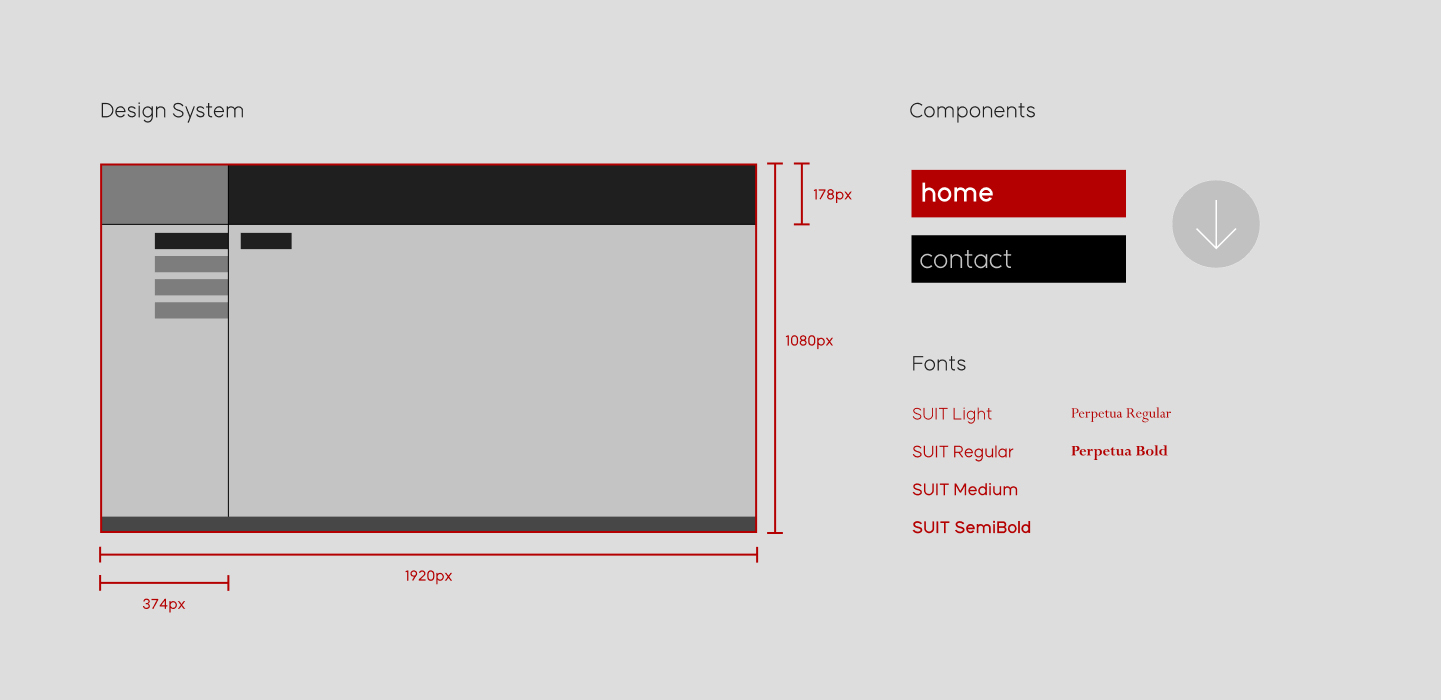 Design System
178px
1080px
1920px
374px
Components
home
contact
Fonts
SUIT Light
Perpetua Regular
SUIT Regular
Perpetua Bold
SUIT Medium
SUIT SemiBold